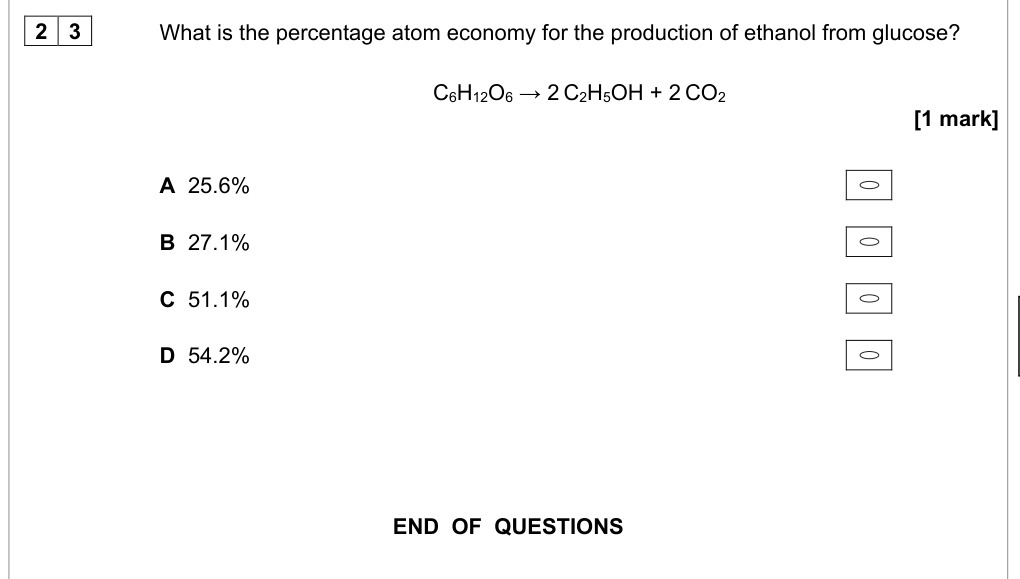 2 3 What is the percentage atom economy for the production of ethanol from glucose?
C₆H₁₂O₆ → 2 C₂H₅OH + 2 CO₂
[1 mark]
A 25.6%
B 27.1%
C 51.1%
D 54.2%
END OF QUESTIONS